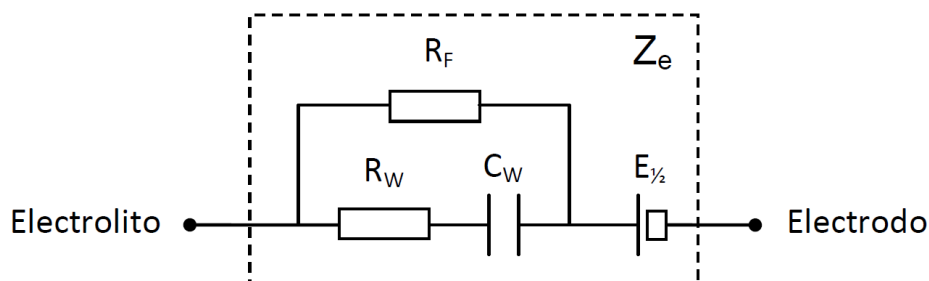 R_F
Z_e
R_W
C_W
E_½
Electrolito
Electrodo